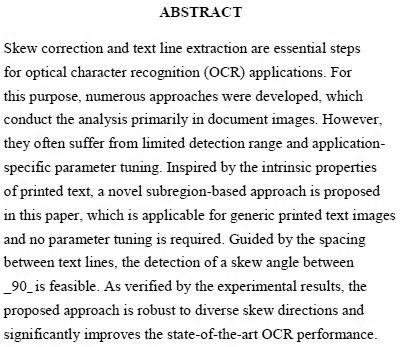 ABSTRACT
Skew correction and text line extraction are essential steps
for optical character recognition (OCR) applications. For
this purpose, numerous approaches were developed, which
conduct the analysis primarily in document images. However,
they often suffer from limited detection range and application-
specific parameter tuning. Inspired by the intrinsic properties
of printed text, a novel subregion-based approach is proposed
in this paper, which is applicable for generic printed text images
and no parameter tuning is required. Guided by the spacing
between text lines, the detection of a skew angle between
_90_is feasible. As verified by the experimental results, the
proposed approach is robust to diverse skew directions and
significantly improves the state-of-the-art OCR performance.